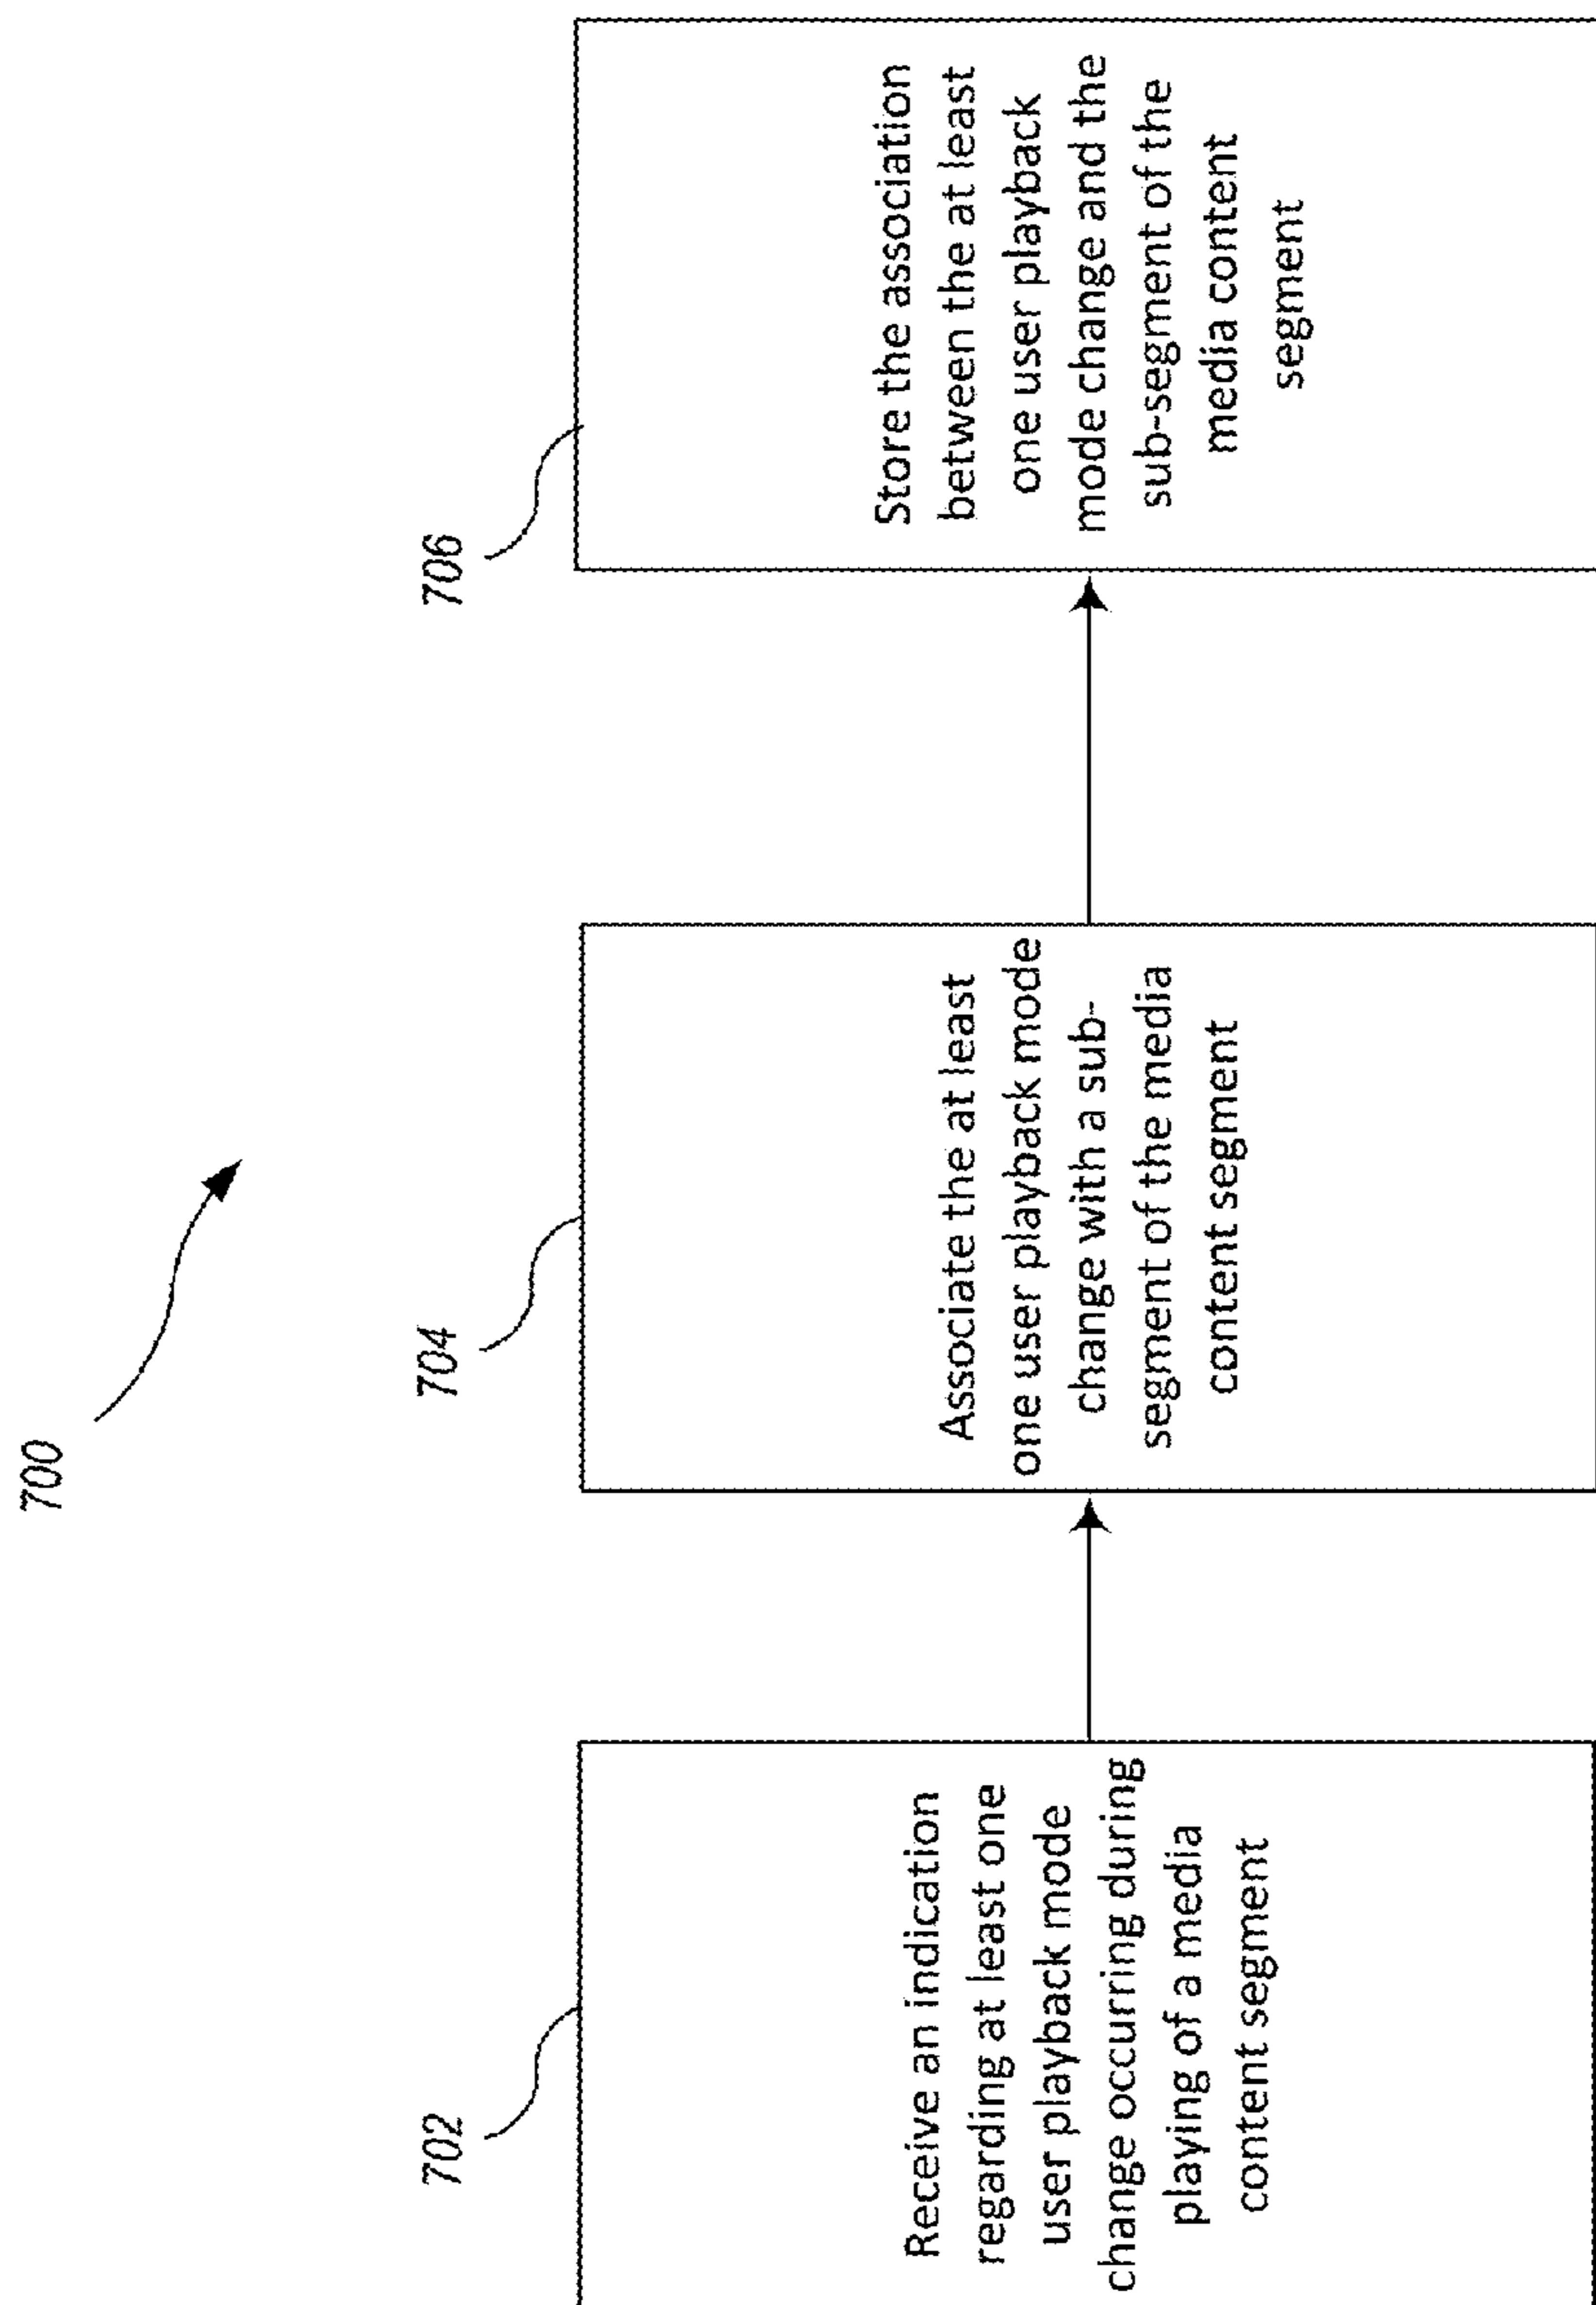 700
702
Receive an indication
regarding at least one
user playback mode
change occurring during
playing of a media
content segment
704
Associate the at least
one user playback mode
change with a sub-
segment of the media
content segment
706
Store the association
between the at least
one user playback
mode change and the
sub-segment of the
media content
segment